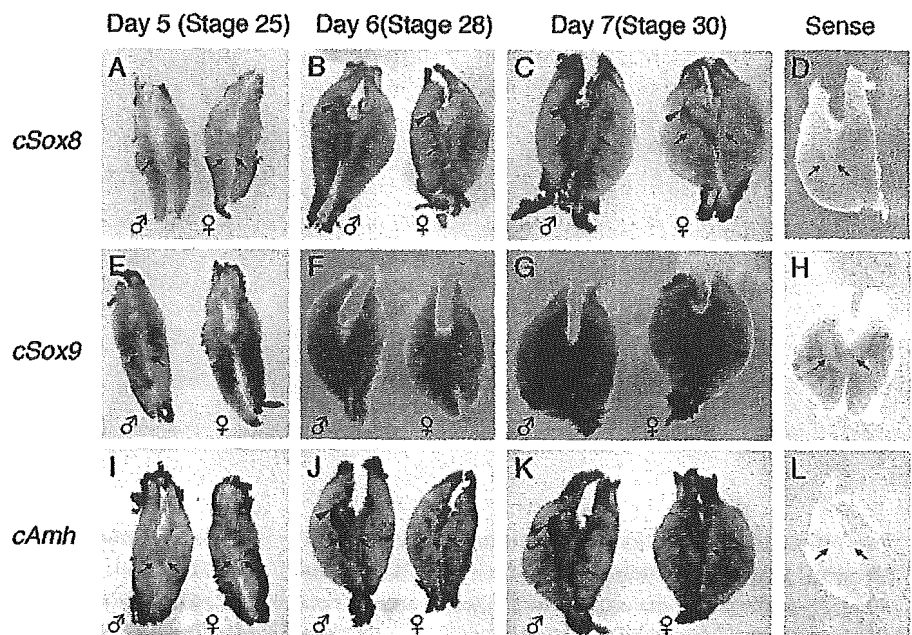 Day 5 (Stage 25) Day 6(Stage 28) Day 7(Stage 30) Sense
cSox8 A ♂ ♀ B ♂ ♀ C ♂ ♀ D
cSox9 E ♂ ♀ F ♂ ♀ G ♂ ♀ H
cAmh I ♂ ♀ J ♂ ♀ K ♂ ♀ L